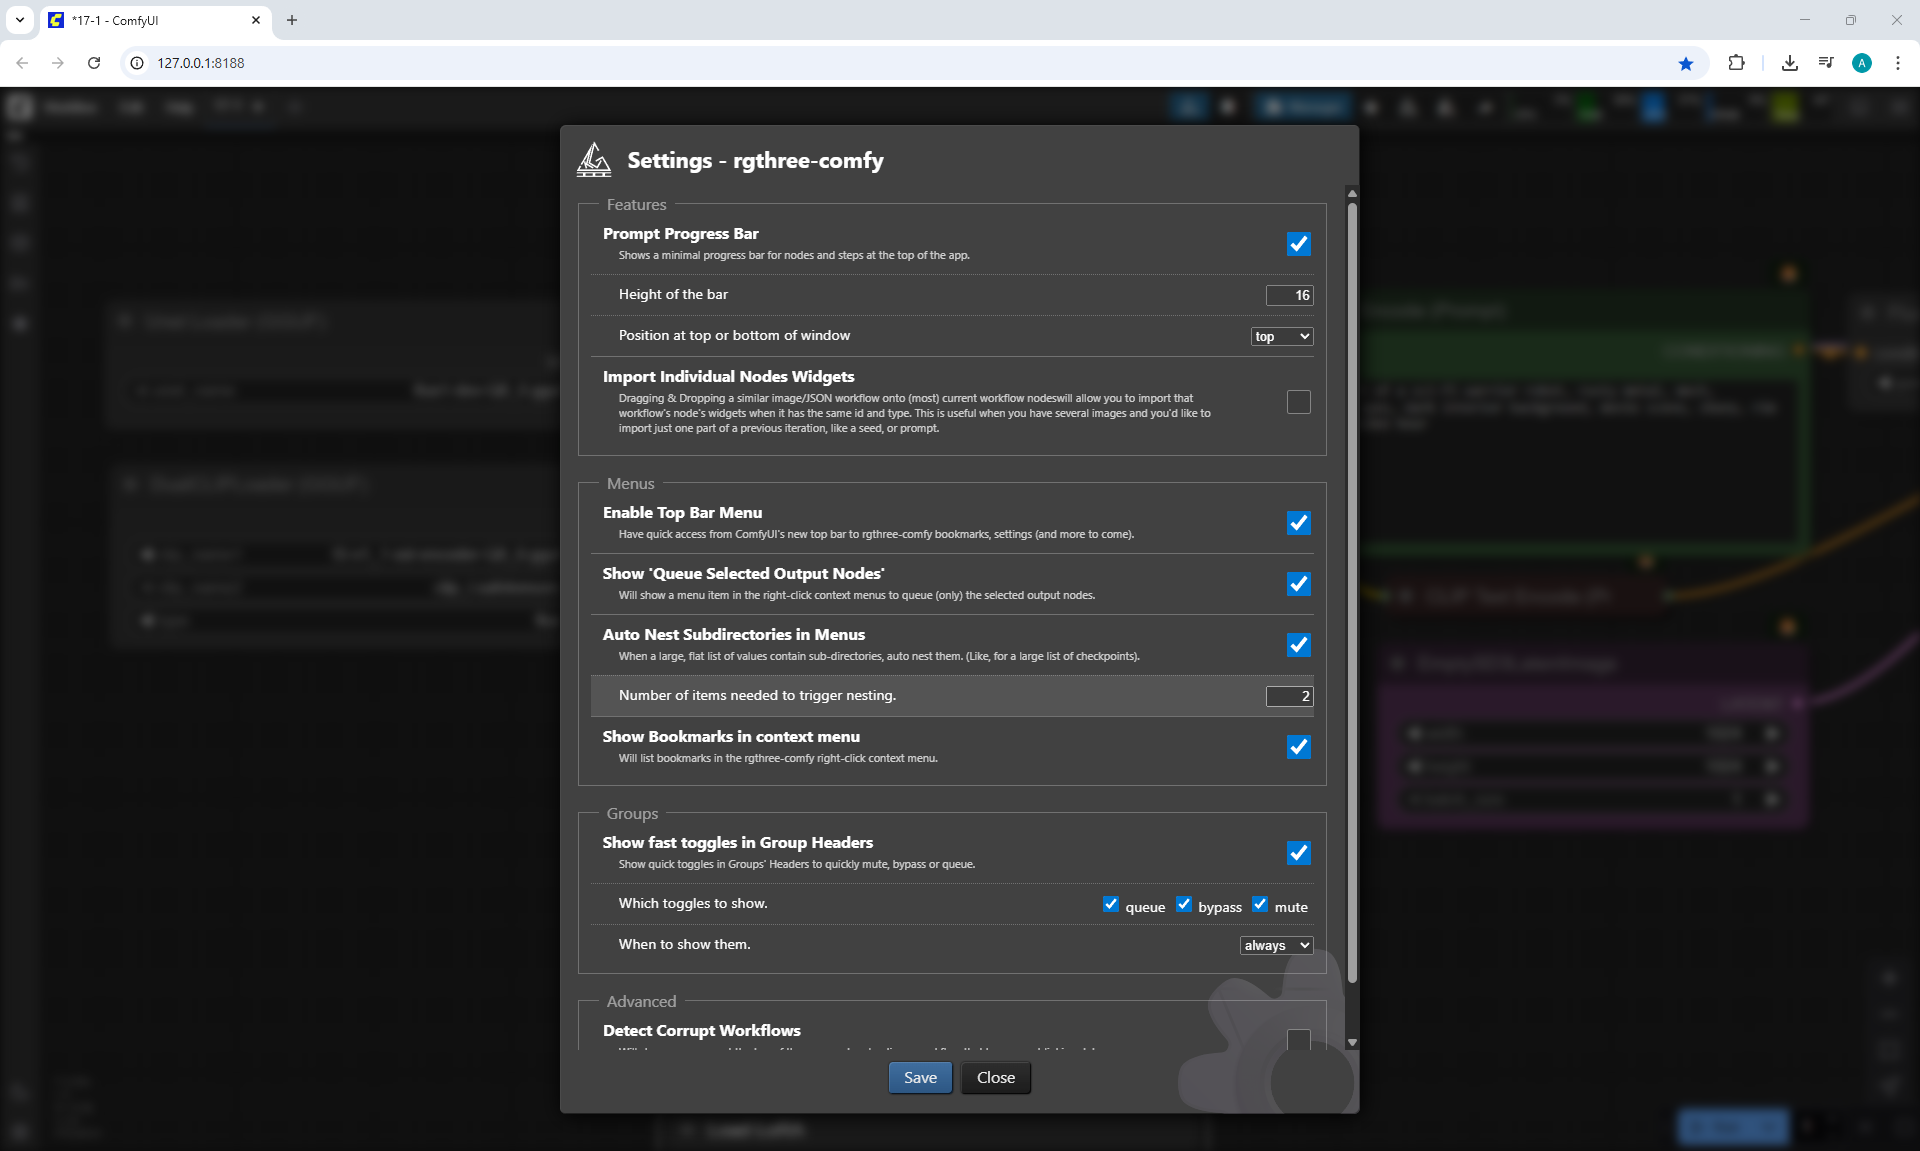 *17-1 - ComfyUI
127.0.0.1:8188
A
Settings - rgthree-comfy
Features
Prompt Progress Bar
Shows a minimal progress bar for nodes and steps at the top of the app.
Height of the bar
16
Position at top or bottom of window
top
Import Individual Nodes Widgets
Dragging & Dropping a similar image/JSON workflow onto (most) current workflow nodeswill allow you to import that
workflow's node's widgets when it has the same id and type. This is useful when you have several images and you'd like to
import just one part of a previous iteration, like a seed, or prompt.
Menus
Enable Top Bar Menu
Have quick access from ComfyUI's new top bar to rgthree-comfy bookmarks, settings (and more to come).
Show 'Queue Selected Output Nodes'
Will show a menu item in the right-click context menus to queue (only) the selected output nodes.
Auto Nest Subdirectories in Menus
When a large, flat list of values contain sub-directories, auto nest them. (Like, for a large list of checkpoints).
Number of items needed to trigger nesting.
2
Show Bookmarks in context menu
Will list bookmarks in the rgthree-comfy right-click context menu.
Groups
Show fast toggles in Group Headers
Show quick toggles in Groups' Headers to quickly mute, bypass or queue.
Which toggles to show.
queue bypass mute
When to show them.
always
Advanced
Detect Corrupt Workflows
Save
Close